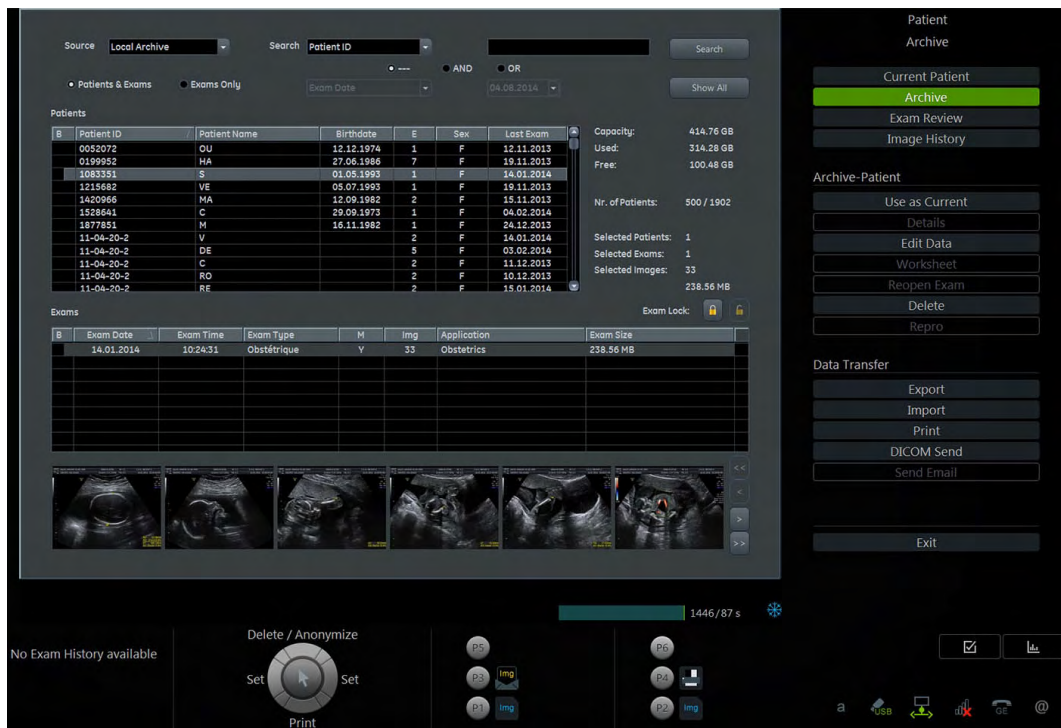 Patient
Archive
Source Local Archive Search Patient ID Search
--- AND OR
Patients & Exams Exams Only Exam Date 04.08.2014 Show All
Patients
B Patient ID / Patient Name Birthdate E Sex Last Exam
0052072 OU 12.12.1974 1 F 12.11.2013
0199952 HA 27.06.1986 7 F 19.11.2013
1083351 S 01.05.1993 1 F 14.01.2014
1215682 VE 05.07.1993 1 F 19.11.2013
1420966 MA 12.09.1982 2 F 15.11.2013
1528641 C 29.09.1973 1 F 04.02.2014
1877851 M 16.11.1982 1 F 24.12.2013
11-04-20-2 V 2 F 14.01.2014
11-04-20-2 DE 5 F 03.02.2014
11-04-20-2 C 2 F 11.12.2013
11-04-20-2 RO 2 F 10.12.2013
11-04-20-2 RE 2 F 15.01.2014
Capacity: 414.76 GB
Used: 314.28 GB
Free: 100.48 GB
Nr. of Patients: 500 / 1902
Selected Patients: 1
Selected Exams: 1
Selected Images: 33
238.56 MB
Exams
Exam Lock:
B Exam Date Exam Time Exam Type M Img Application Exam Size
14.01.2014 10:24:31 Obstétrique Y 33 Obstetrics 238.56 MB
<<
<
>
>>
Current Patient
Archive
Exam Review
Image History
Archive-Patient
Use as Current
Details
Edit Data
Worksheet
Reopen Exam
Delete
Repro
Data Transfer
Export
Import
Print
DICOM Send
Send Email
Exit
1446/87 s
No Exam History available
Delete / Anonymize
Set Set
Print
P5
P3 Img
P1 Img
P6
P4
P2 Img
a USB GE @